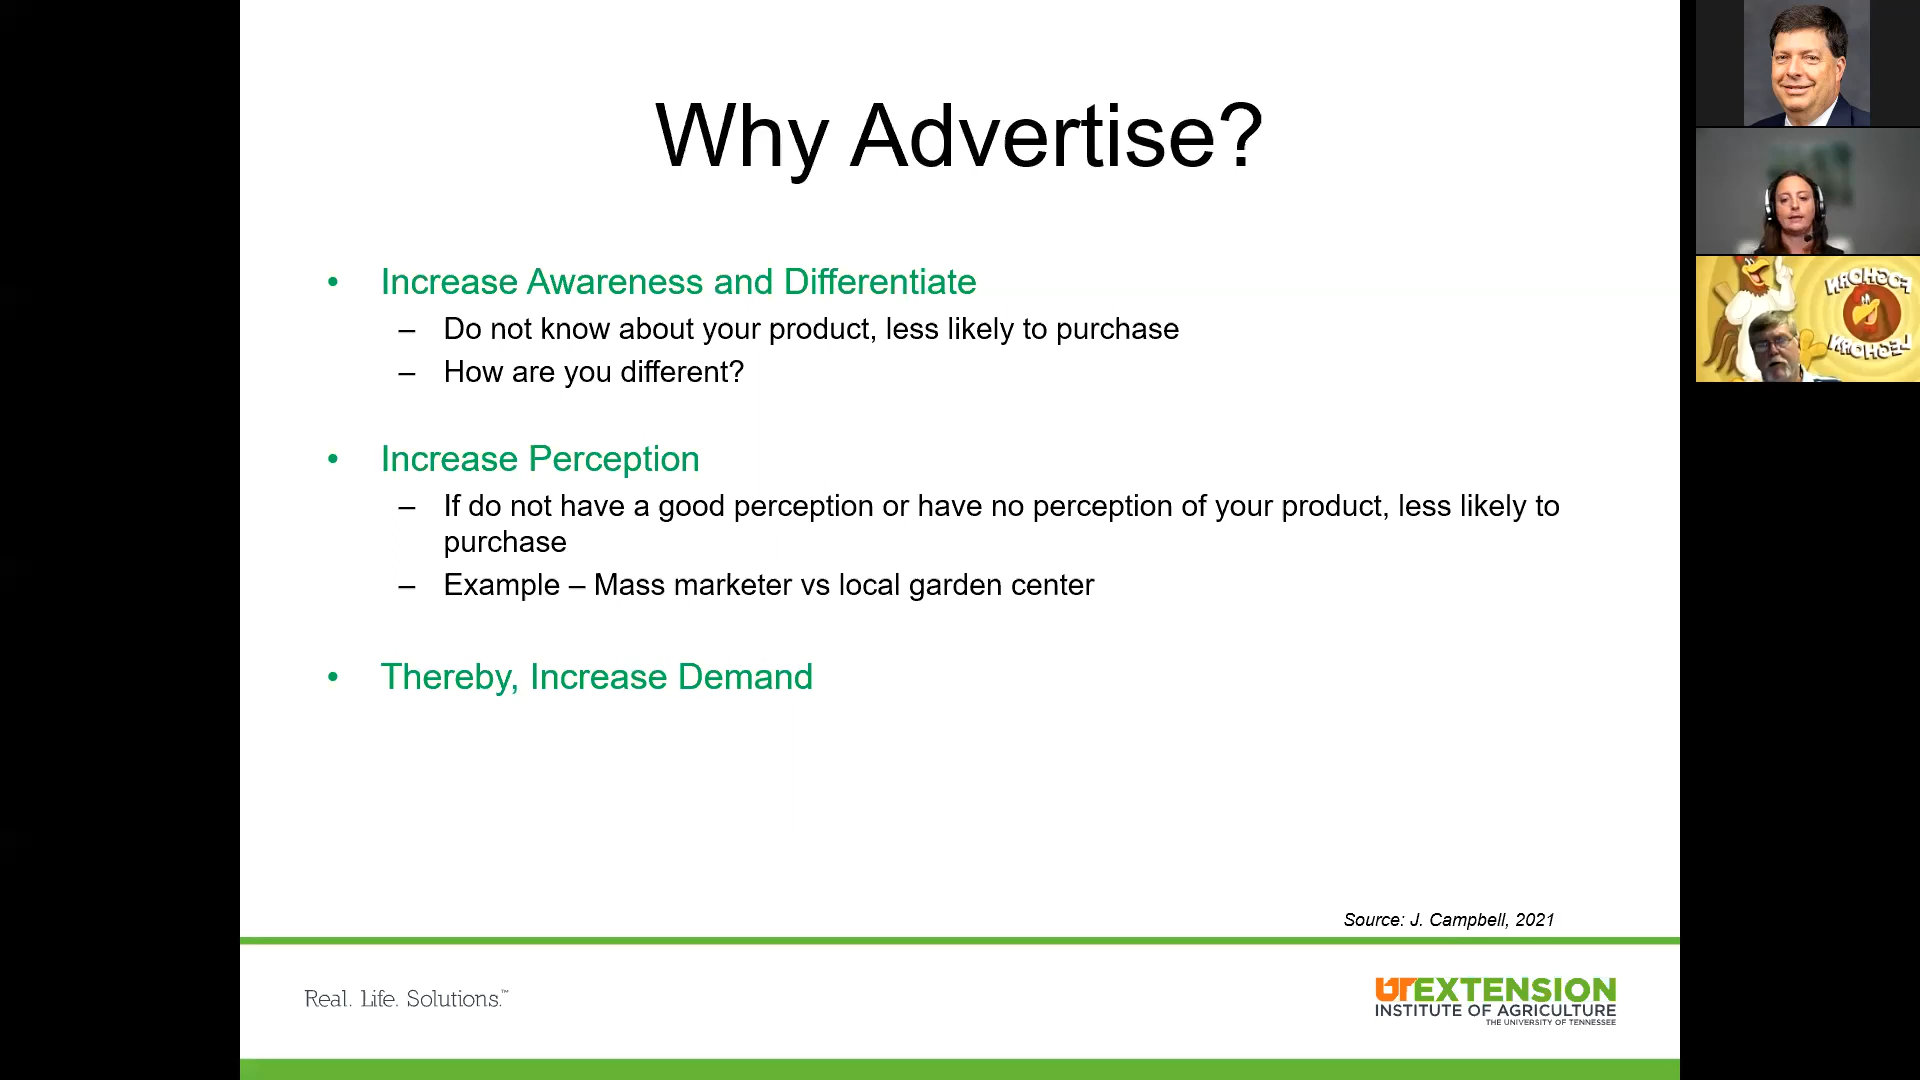 Why Advertise?
• Increase Awareness and Differentiate
– Do not know about your product, less likely to purchase
– How are you different?
• Increase Perception
– If do not have a good perception or have no perception of your product, less likely to
purchase
– Example – Mass marketer vs local garden center
• Thereby, Increase Demand
Source: J. Campbell, 2021
Real. Life. Solutions.™
UTEXTENSION
INSTITUTE OF AGRICULTURE
THE UNIVERSITY OF TENNESSEE
FOGHORN
LEGHORN